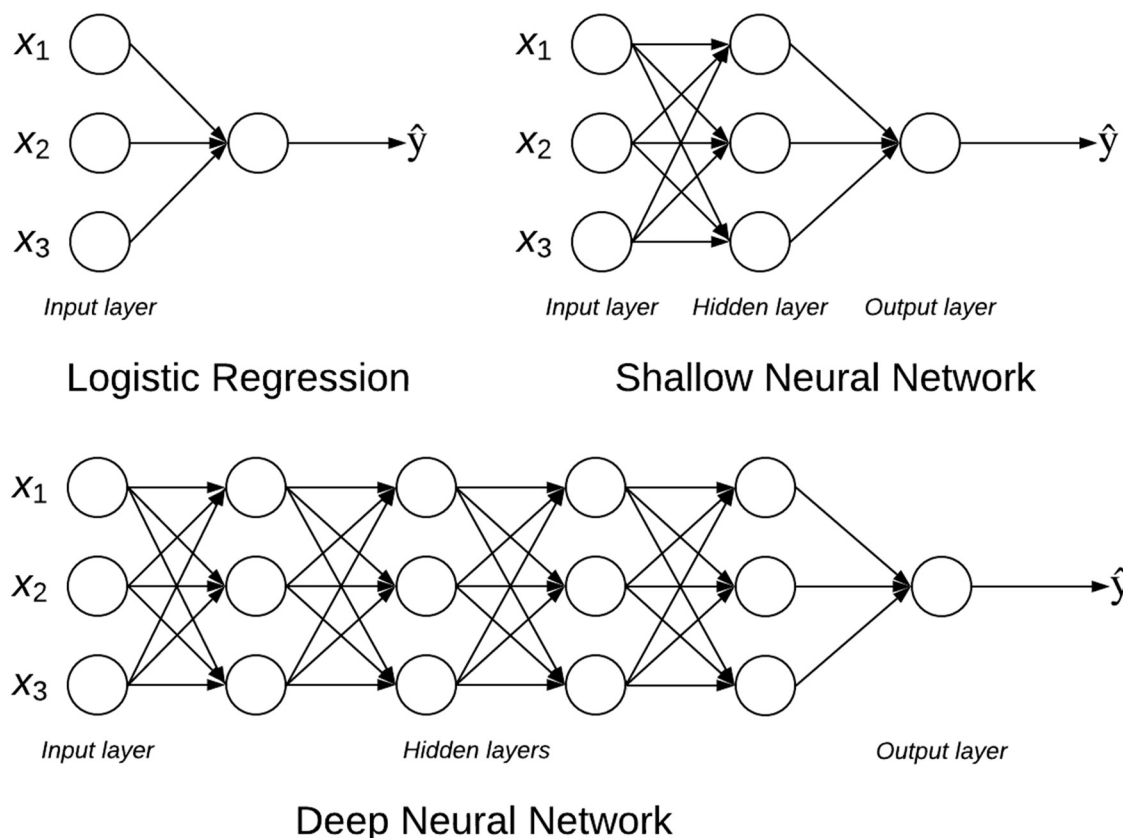 x₁
x₂
ŷ
x₃
Input layer
Logistic Regression
x₁
x₂
ŷ
x₃
Input layer Hidden layer Output layer
Shallow Neural Network
x₁
x₂
ŷ
x₃
Input layer Hidden layers Output layer
Deep Neural Network